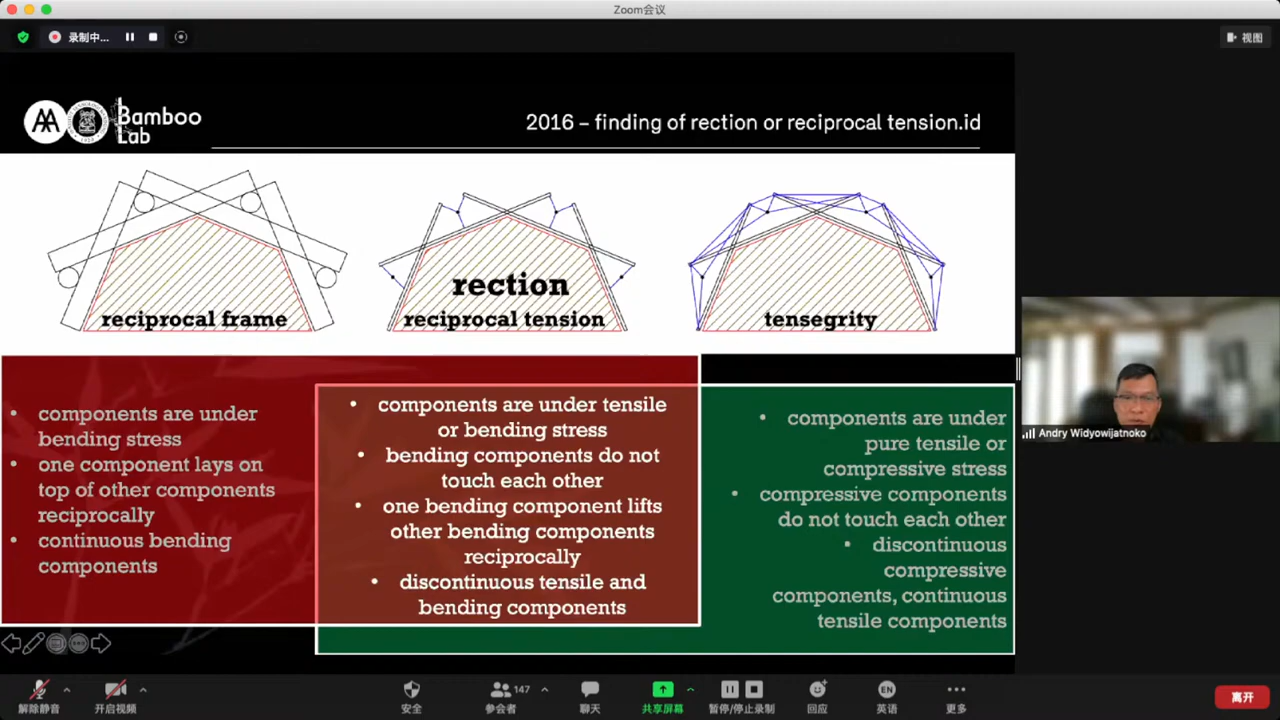 Zoom会议
录制中...
视图
Bamboo
Lab
2016 – finding of rection or reciprocal tension.id
reciprocal frame
rection
reciprocal tension
tensegrity
• components are under
bending stress
• one component lays on
top of other components
reciprocally
• continuous bending
components
• components are under tensile
or bending stress
• bending components do not
touch each other
• one bending component lifts
other bending components
reciprocally
• discontinuous tensile and
bending components
• components are under
pure tensile or
compressive stress
• compressive components
do not touch each other
• discontinuous
compressive
components, continuous
tensile components
Andry Widyowijatnoko
解除静音
开启视频
安全
147
参会者
聊天
共享屏幕
暂停/停止录制
回应
EN
英语
更多
离开